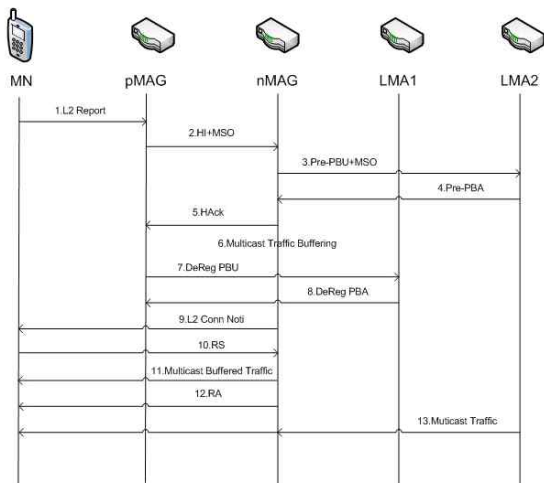 MN pMAG nMAG LMA1 LMA2
1.L2 Report
2.HI+MSO
3.Pre-PBU+MSO
4.Pre-PBA
5.HAck
6.Multicast Traffic Buffering
7.DeReg PBU
8.DeReg PBA
9.L2 Conn Noti
10.RS
11.Multicast Buffered Traffic
12.RA
13.Muticast Traffic